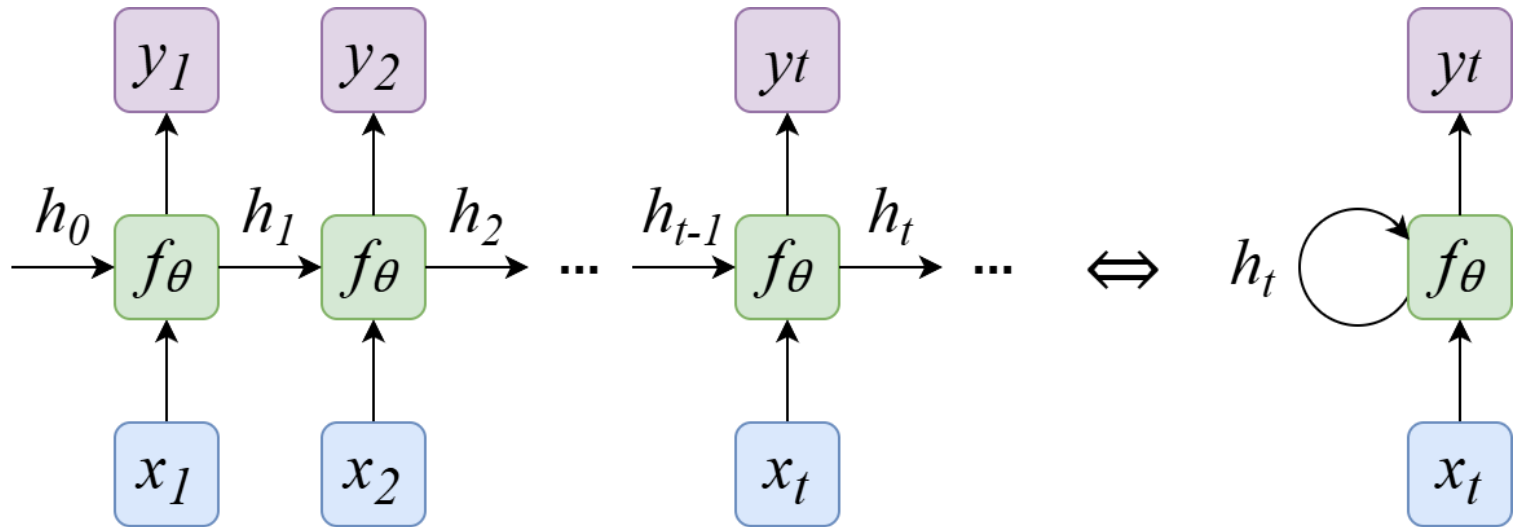 y₁ y₂ yt yt
h₀ h₁ h₂ hₜ₋₁ hₜ
fθ fθ ... fθ ... ⇔ hₜ fθ
x₁ x₂ xₜ xₜ